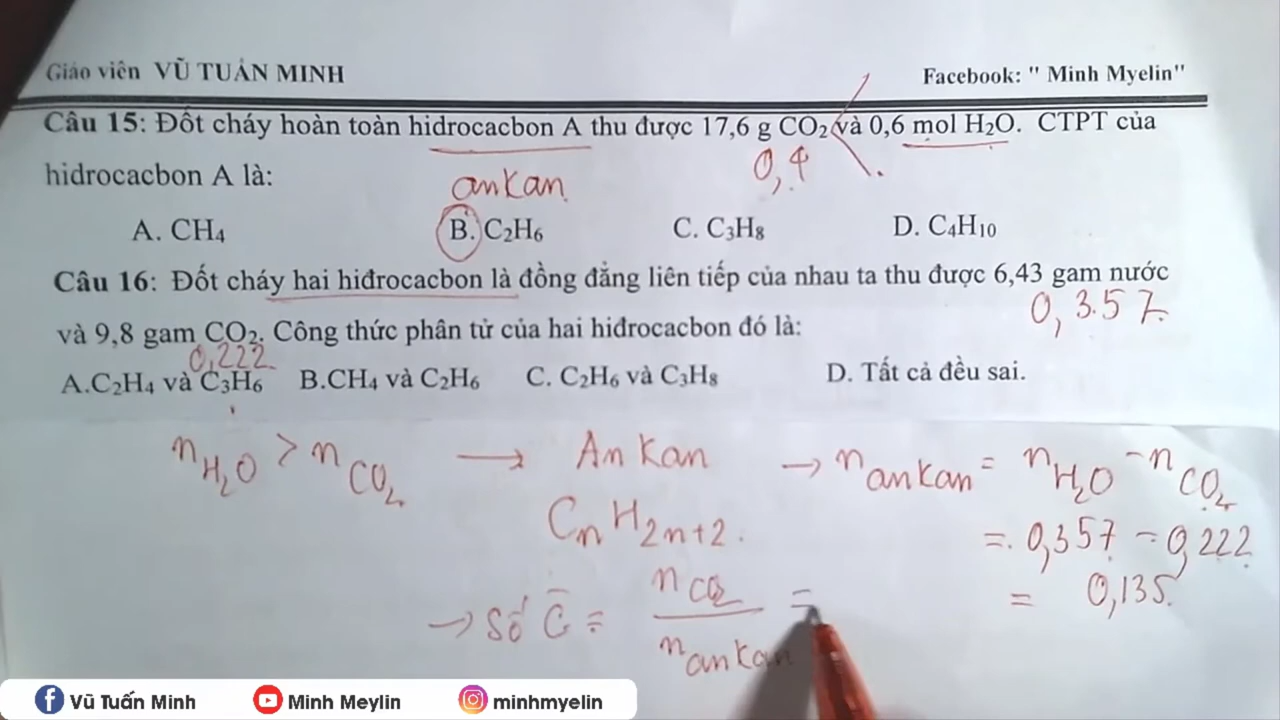 Giáo viên VŨ TUẤN MINH
Facebook: " Minh Myelin"
Câu 15: Đốt cháy hoàn toàn hidrocacbon A thu được 17,6 g CO2 và 0,6 mol H2O. CTPT của
0,4
hidrocacbon A là:
ankan
A. CH4 B. C2H6 C. C3H8 D. C4H10
Câu 16: Đốt cháy hai hiđrocacbon là đồng đẳng liên tiếp của nhau ta thu được 6,43 gam nước
0,357
và 9,8 gam CO2. Công thức phân tử của hai hiđrocacbon đó là:
0,222
A.C2H4 và C3H6 B.CH4 và C2H6 C. C2H6 và C3H8 D. Tất cả đều sai.
nH2O > nCO2 → Ankan → nankan = nH2O - nCO2
CnH2n+2. = 0,357 - 0,222
= 0,135
→ Số C̄ = nCO2 / nankan =
Vũ Tuấn Minh Minh Meylin minhmyelin